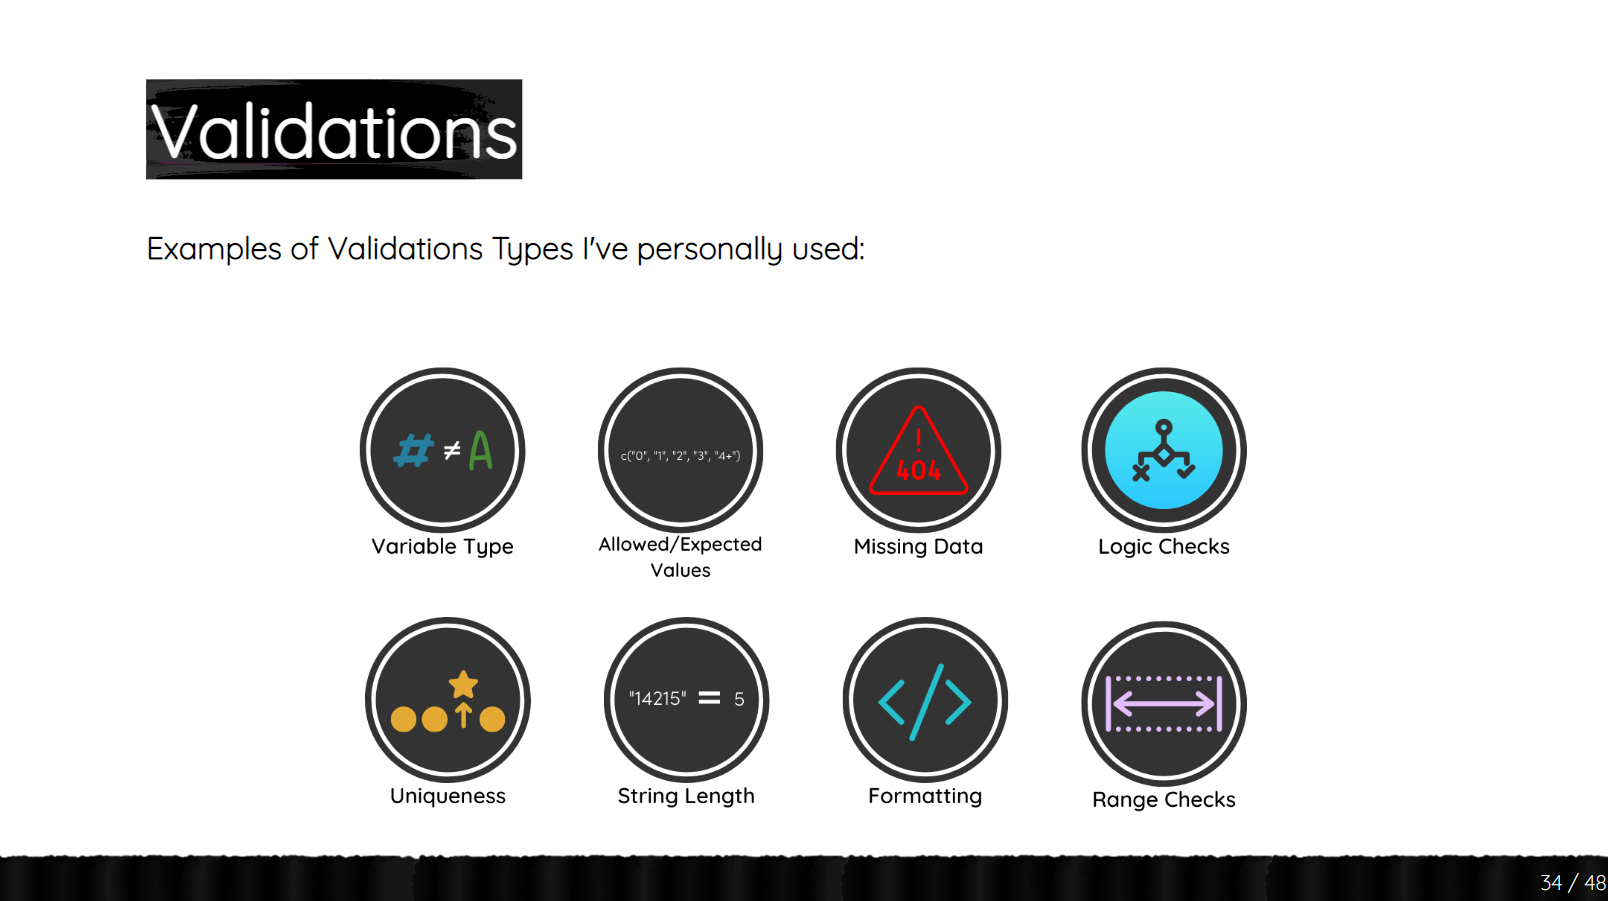 Validations
Examples of Validations Types I've personally used:
# ≠ A
c("0", "1", "2", "3", "4+")
!
404
Variable Type
Allowed/Expected
Values
Missing Data
Logic Checks
"14215" = 5
</>
Uniqueness
String Length
Formatting
Range Checks
34 / 48